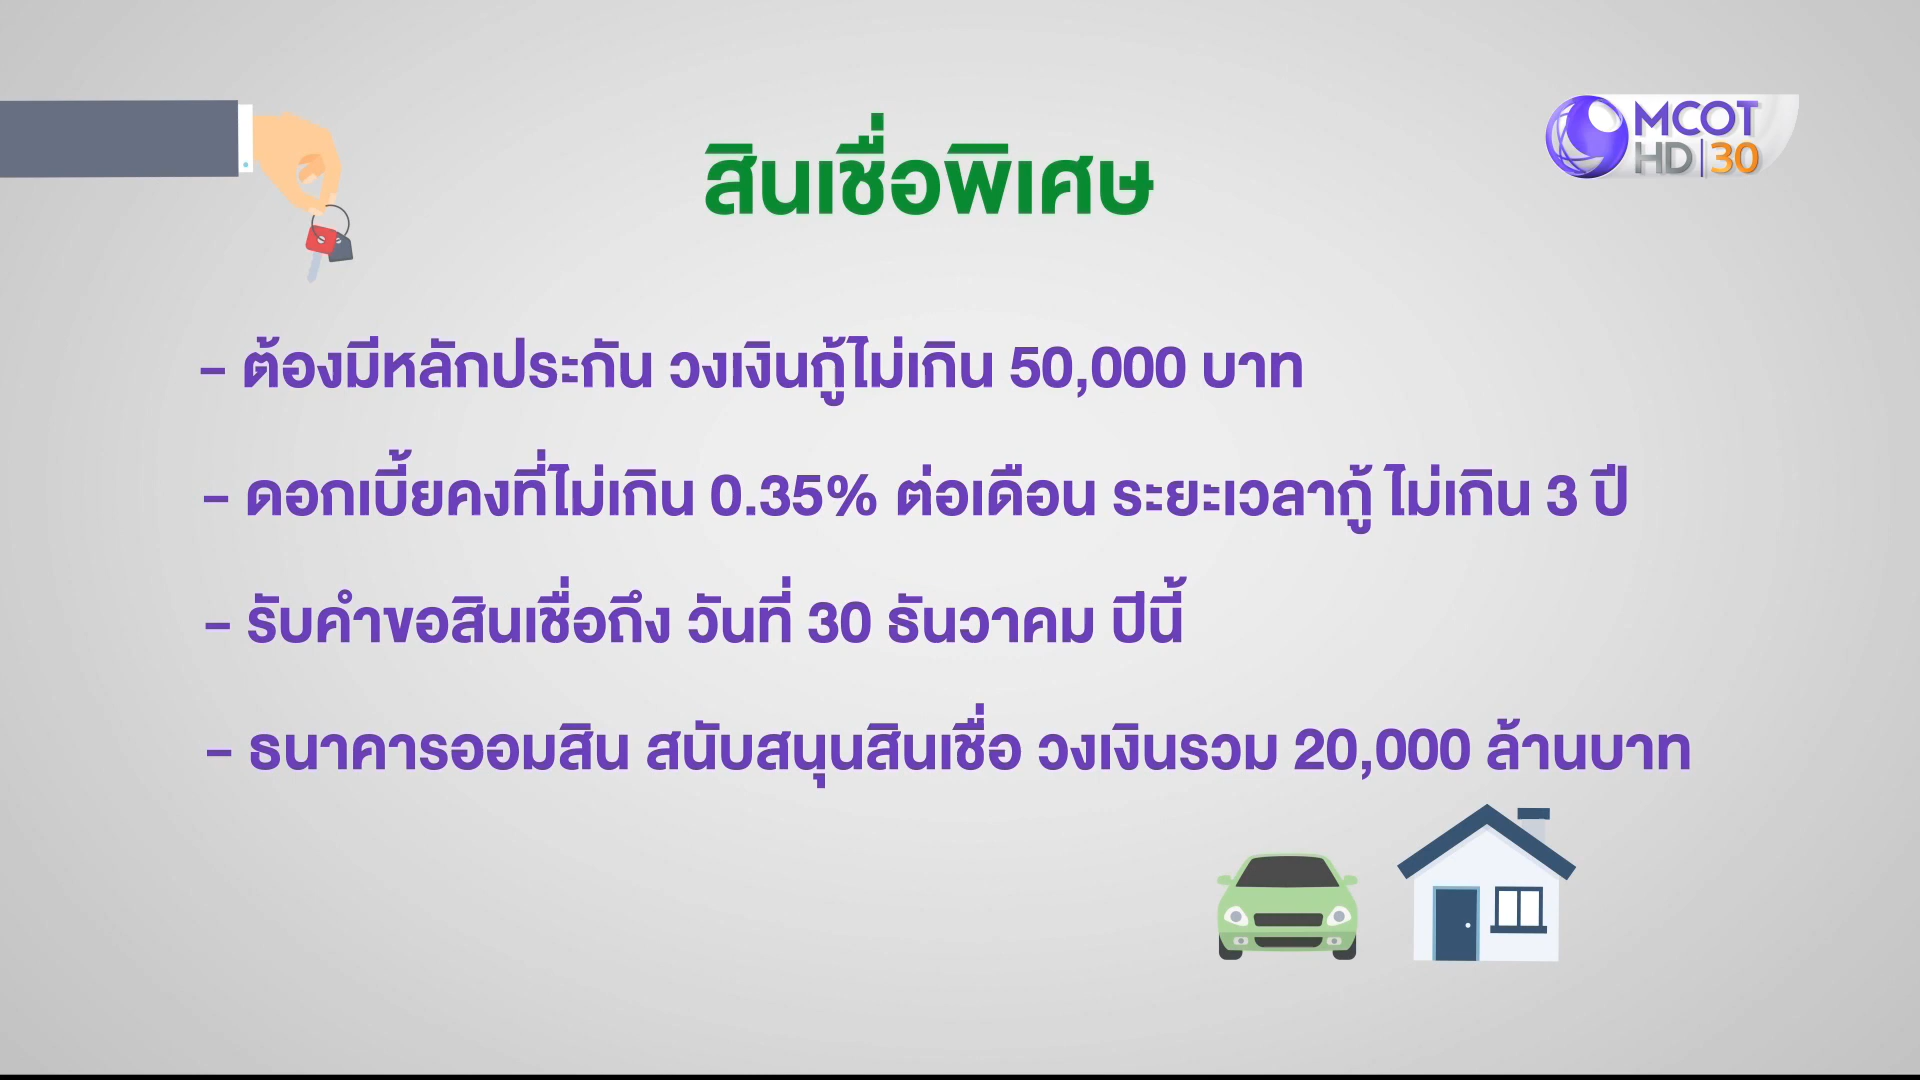 MCOT
HD|30
สินเชื่อพิเศษ
- ต้องมีหลักประกัน วงเงินกู้ไม่เกิน 50,000 บาท
- ดอกเบี้ยคงที่ไม่เกิน 0.35% ต่อเดือน ระยะเวลากู้ ไม่เกิน 3 ปี
- รับคำขอสินเชื่อถึง วันที่ 30 ธันวาคม ปีนี้
- ธนาคารออมสิน สนับสนุนสินเชื่อ วงเงินรวม 20,000 ล้านบาท